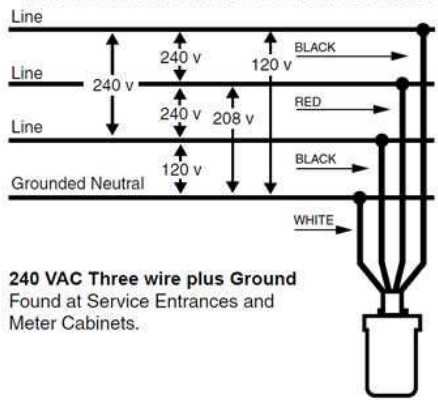 Line
BLACK
240 v
120 v
Line
240 v
RED
240 v
208 v
Line
BLACK
120 v
Grounded Neutral
WHITE
240 VAC Three wire plus Ground
Found at Service Entrances and
Meter Cabinets.